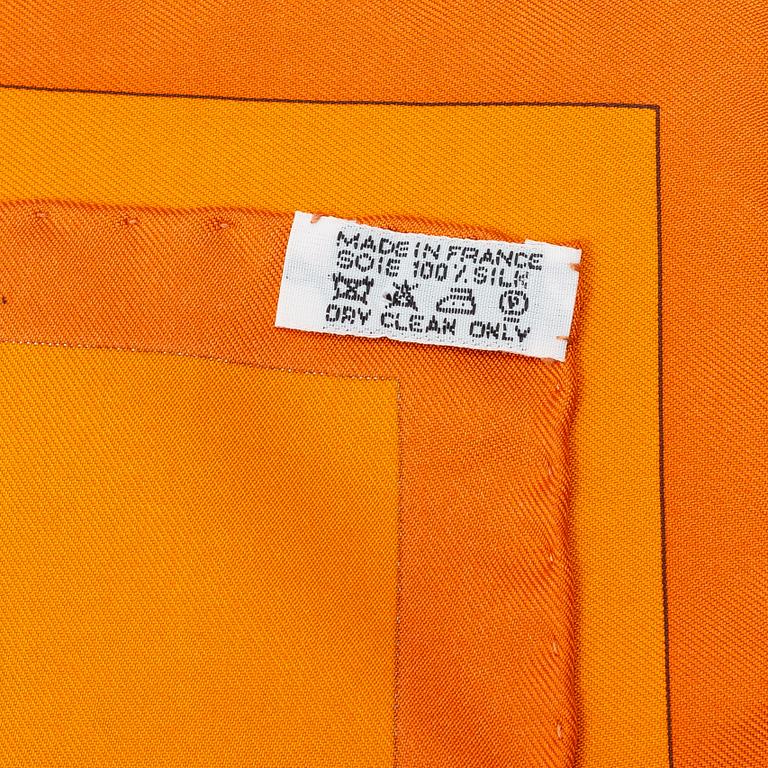 MADE IN FRANCE
SOIE 100% SILK
P
DRY CLEAN ONLY